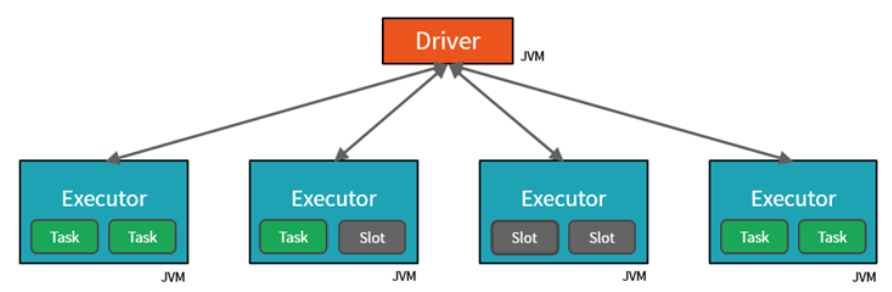 Driver
JVM
Executor
Task Task
JVM
Executor
Task Slot
JVM
Executor
Slot Slot
JVM
Executor
Task Task
JVM